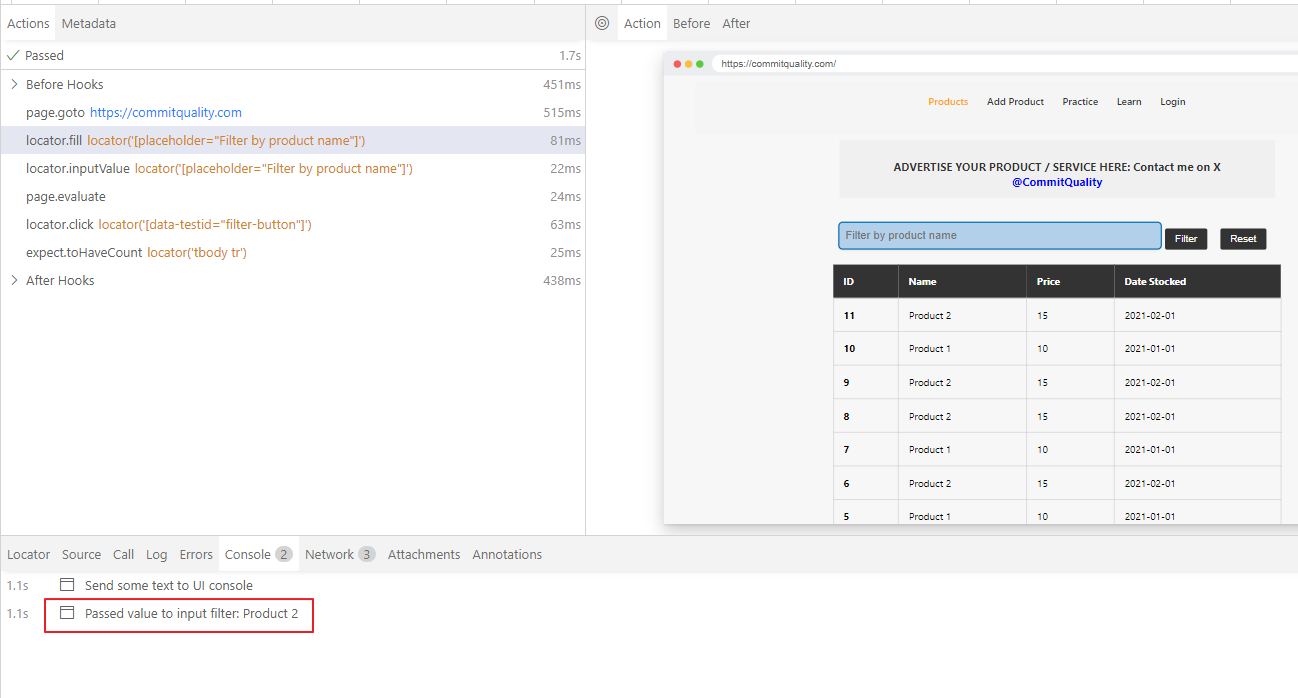 Actions Metadata
Passed 1.7s
Before Hooks 451ms
page.goto https://commitquality.com 515ms
locator.fill locator('[placeholder="Filter by product name"]') 81ms
locator.inputValue locator('[placeholder="Filter by product name"]') 22ms
page.evaluate 24ms
locator.click locator('[data-testid="filter-button"]') 63ms
expect.toHaveCount locator('tbody tr') 25ms
After Hooks 438ms
Action Before After
https://commitquality.com/
Products Add Product Practice Learn Login
ADVERTISE YOUR PRODUCT / SERVICE HERE: Contact me on X
@CommitQuality
Filter by product name Filter Reset
ID Name Price Date Stocked
11 Product 2 15 2021-02-01
10 Product 1 10 2021-01-01
9 Product 2 15 2021-02-01
8 Product 2 15 2021-02-01
7 Product 1 10 2021-01-01
6 Product 2 15 2021-02-01
5 Product 1 10 2021-01-01
Locator Source Call Log Errors Console 2 Network 3 Attachments Annotations
1.1s Send some text to UI console
1.1s Passed value to input filter: Product 2